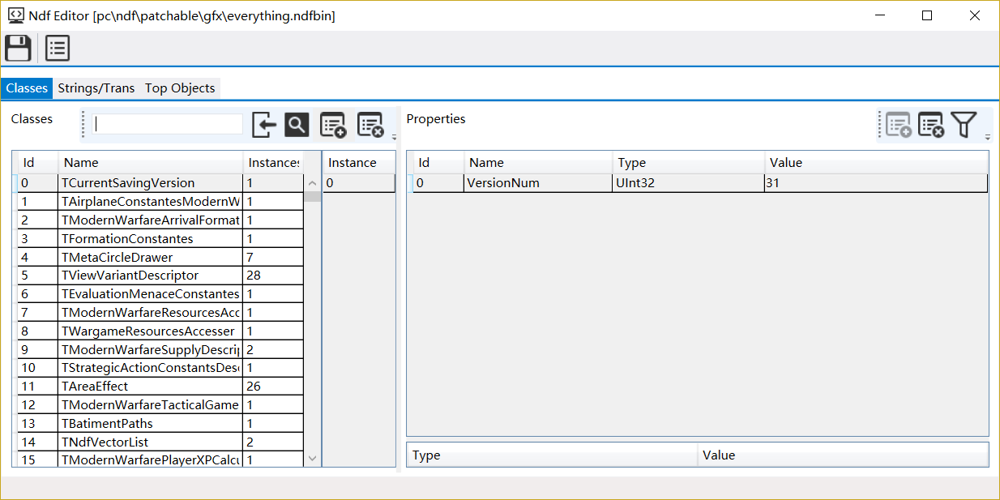 Ndf Editor [pc\ndf\patchable\gfx\everything.ndfbin]
Classes Strings/Trans Top Objects
Classes
Properties
Id Name Instances Instance
0 TCurrentSavingVersion 1 0
1 TAirplaneConstantesModernW 1
2 TModernWarfareArrivalFormat 1
3 TFormationConstantes 1
4 TMetaCircleDrawer 7
5 TViewVariantDescriptor 28
6 TEvaluationMenaceConstantes 1
7 TModernWarfareResourcesAcc 1
8 TWargameResourcesAccesser 1
9 TModernWarfareSupplyDescrip 2
10 TStrategicActionConstantsDesc 1
11 TAreaEffect 26
12 TModernWarfareTacticalGame 1
13 TBatimentPaths 1
14 TNdfVectorList 2
15 TModernWarfarePlayerXPCalcu 1
Id Name Type Value
0 VersionNum UInt32 31
Type Value